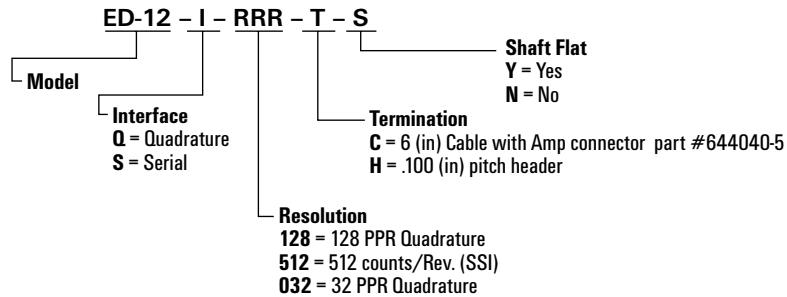 ED-12 – I – RRR – T – S
Shaft Flat
Y = Yes
N = No
Model
Interface
Q = Quadrature
S = Serial
Termination
C = 6 (in) Cable with Amp connector part #644040-5
H = .100 (in) pitch header
Resolution
128 = 128 PPR Quadrature
512 = 512 counts/Rev. (SSI)
032 = 32 PPR Quadrature